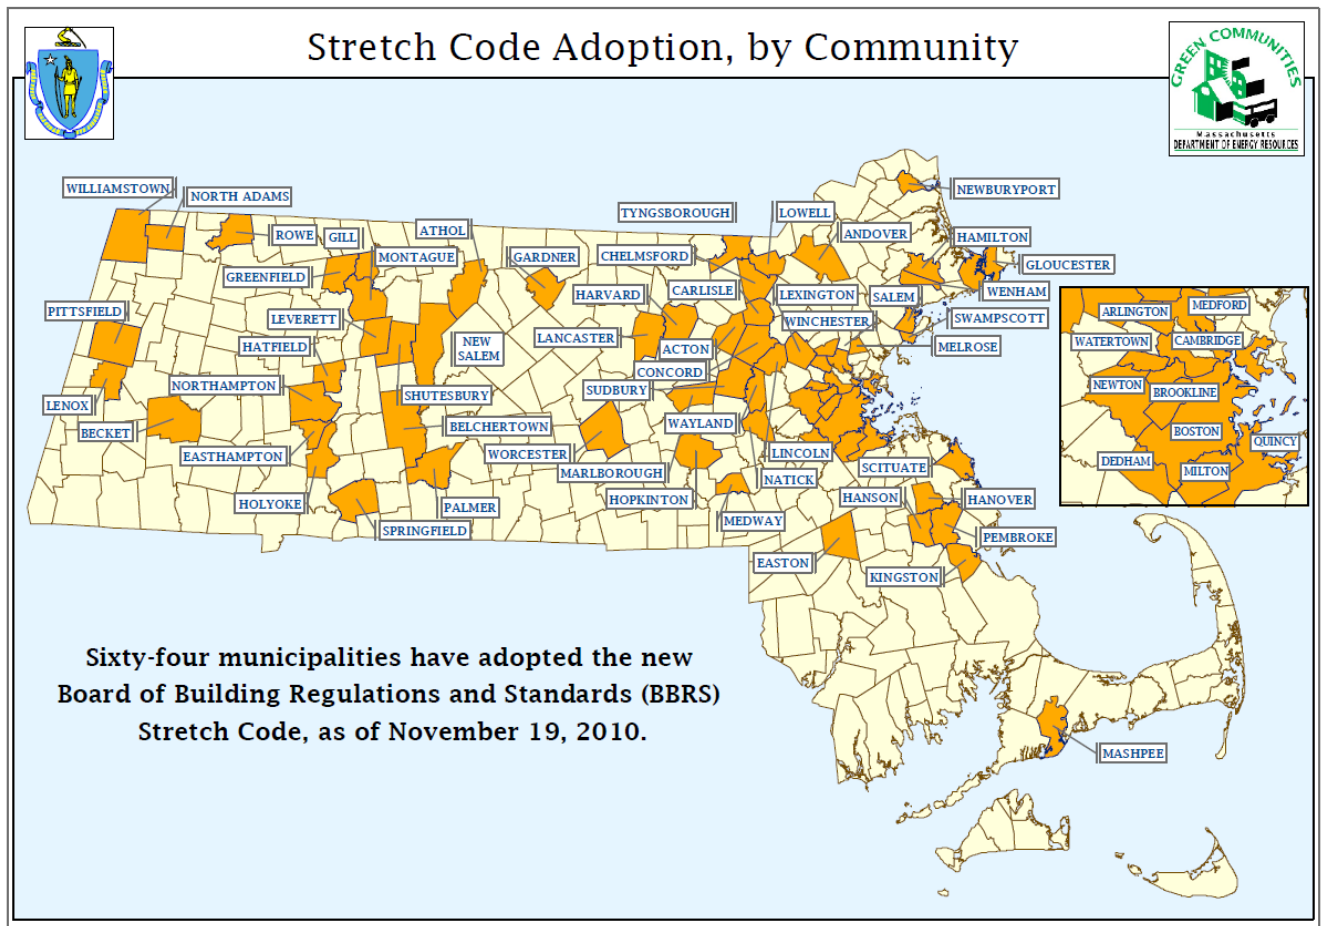 Stretch Code Adoption, by Community
GREEN COMMUNITIES
Massachusetts
DEPARTMENT OF ENERGY RESOURCES
WILLIAMSTOWN
NORTH ADAMS
ROWE
GILL
ATHOL
TYNGSBOROUGH
LOWELL
NEWBURYPORT
ANDOVER
HAMILTON
MONTAGUE
GARDNER
CHELMSFORD
GLOUCESTER
GREENFIELD
HARVARD
CARLISLE
LEXINGTON
SALEM
WENHAM
PITTSFIELD
LEVERETT
WINCHESTER
SWAMPSCOTT
HATFIELD
NEW
SALEM
LANCASTER
ACTON
MELROSE
CONCORD
NORTHAMPTON
SHUTESBURY
SUDBURY
LENOX
BECKET
BELCHERTOWN
WAYLAND
EASTHAMPTON
WORCESTER
LINCOLN
MARLBOROUGH
NATICK
SCITUATE
HOLYOKE
PALMER
HOPKINTON
HANSON
HANOVER
SPRINGFIELD
MEDWAY
PEMBROKE
EASTON
KINGSTON
MASHPEE
ARLINGTON
MEDFORD
WATERTOWN
CAMBRIDGE
NEWTON
BROOKLINE
BOSTON
QUINCY
DEDHAM
MILTON
Sixty-four municipalities have adopted the new
Board of Building Regulations and Standards (BBRS)
Stretch Code, as of November 19, 2010.